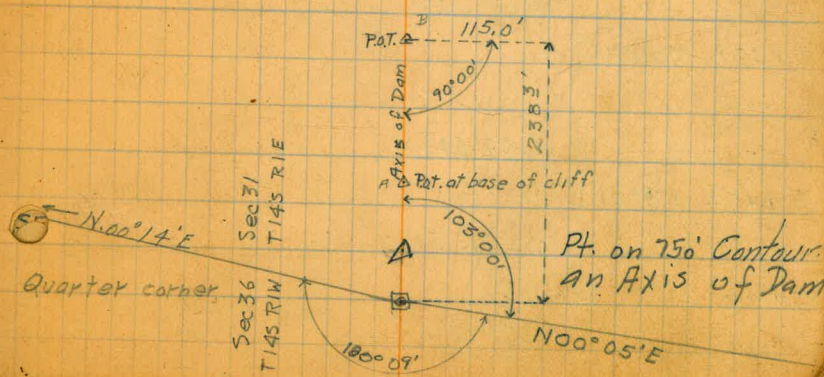 B
115.0'
P.O.T.
90°00'
Axis of Dam
238.3'
A P.o.t. at base of cliff
Sec 31
T14S R1E
N.00°14'E
103°00'
Pt. on 750' Contour
an Axis of Dam
Quarter corner
Sec 36
T14S R1W
180°09'
N00°05'E